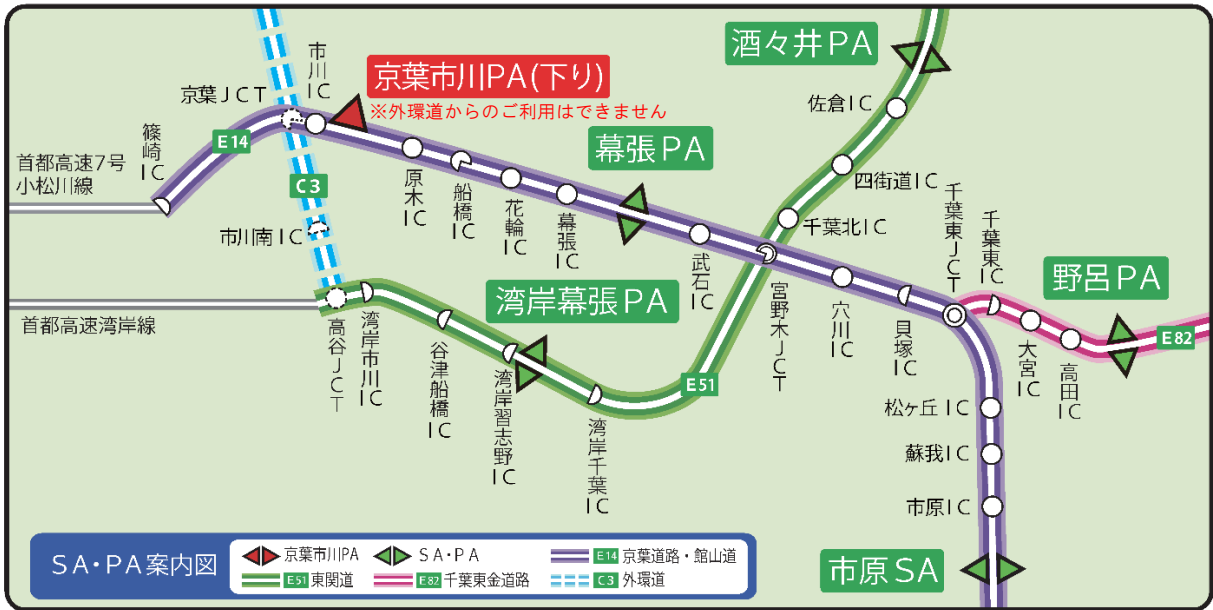 市川IC
京葉JCT
京葉市川PA(下り)
※外環道からのご利用はできません
酒々井PA
佐倉IC
篠崎IC
E14
首都高速7号
小松川線
C3
原木IC
船橋IC
花輪IC
幕張IC
幕張PA
四街道IC
千葉北IC
千葉東JCT
千葉東IC
野呂PA
市川南IC
武石IC
宮野木JCT
穴川IC
貝塚IC
大宮IC
高田IC
E82
首都高速湾岸線
高谷JCT
湾岸市川IC
谷津船橋IC
湾岸幕張PA
湾岸習志野IC
湾岸千葉IC
E51
松ヶ丘IC
蘇我IC
市原IC
市原SA
SA・PA案内図
京葉市川PA
SA・PA
E14 京葉道路・館山道
E51 東関道
E82 千葉東金道路
C3 外環道